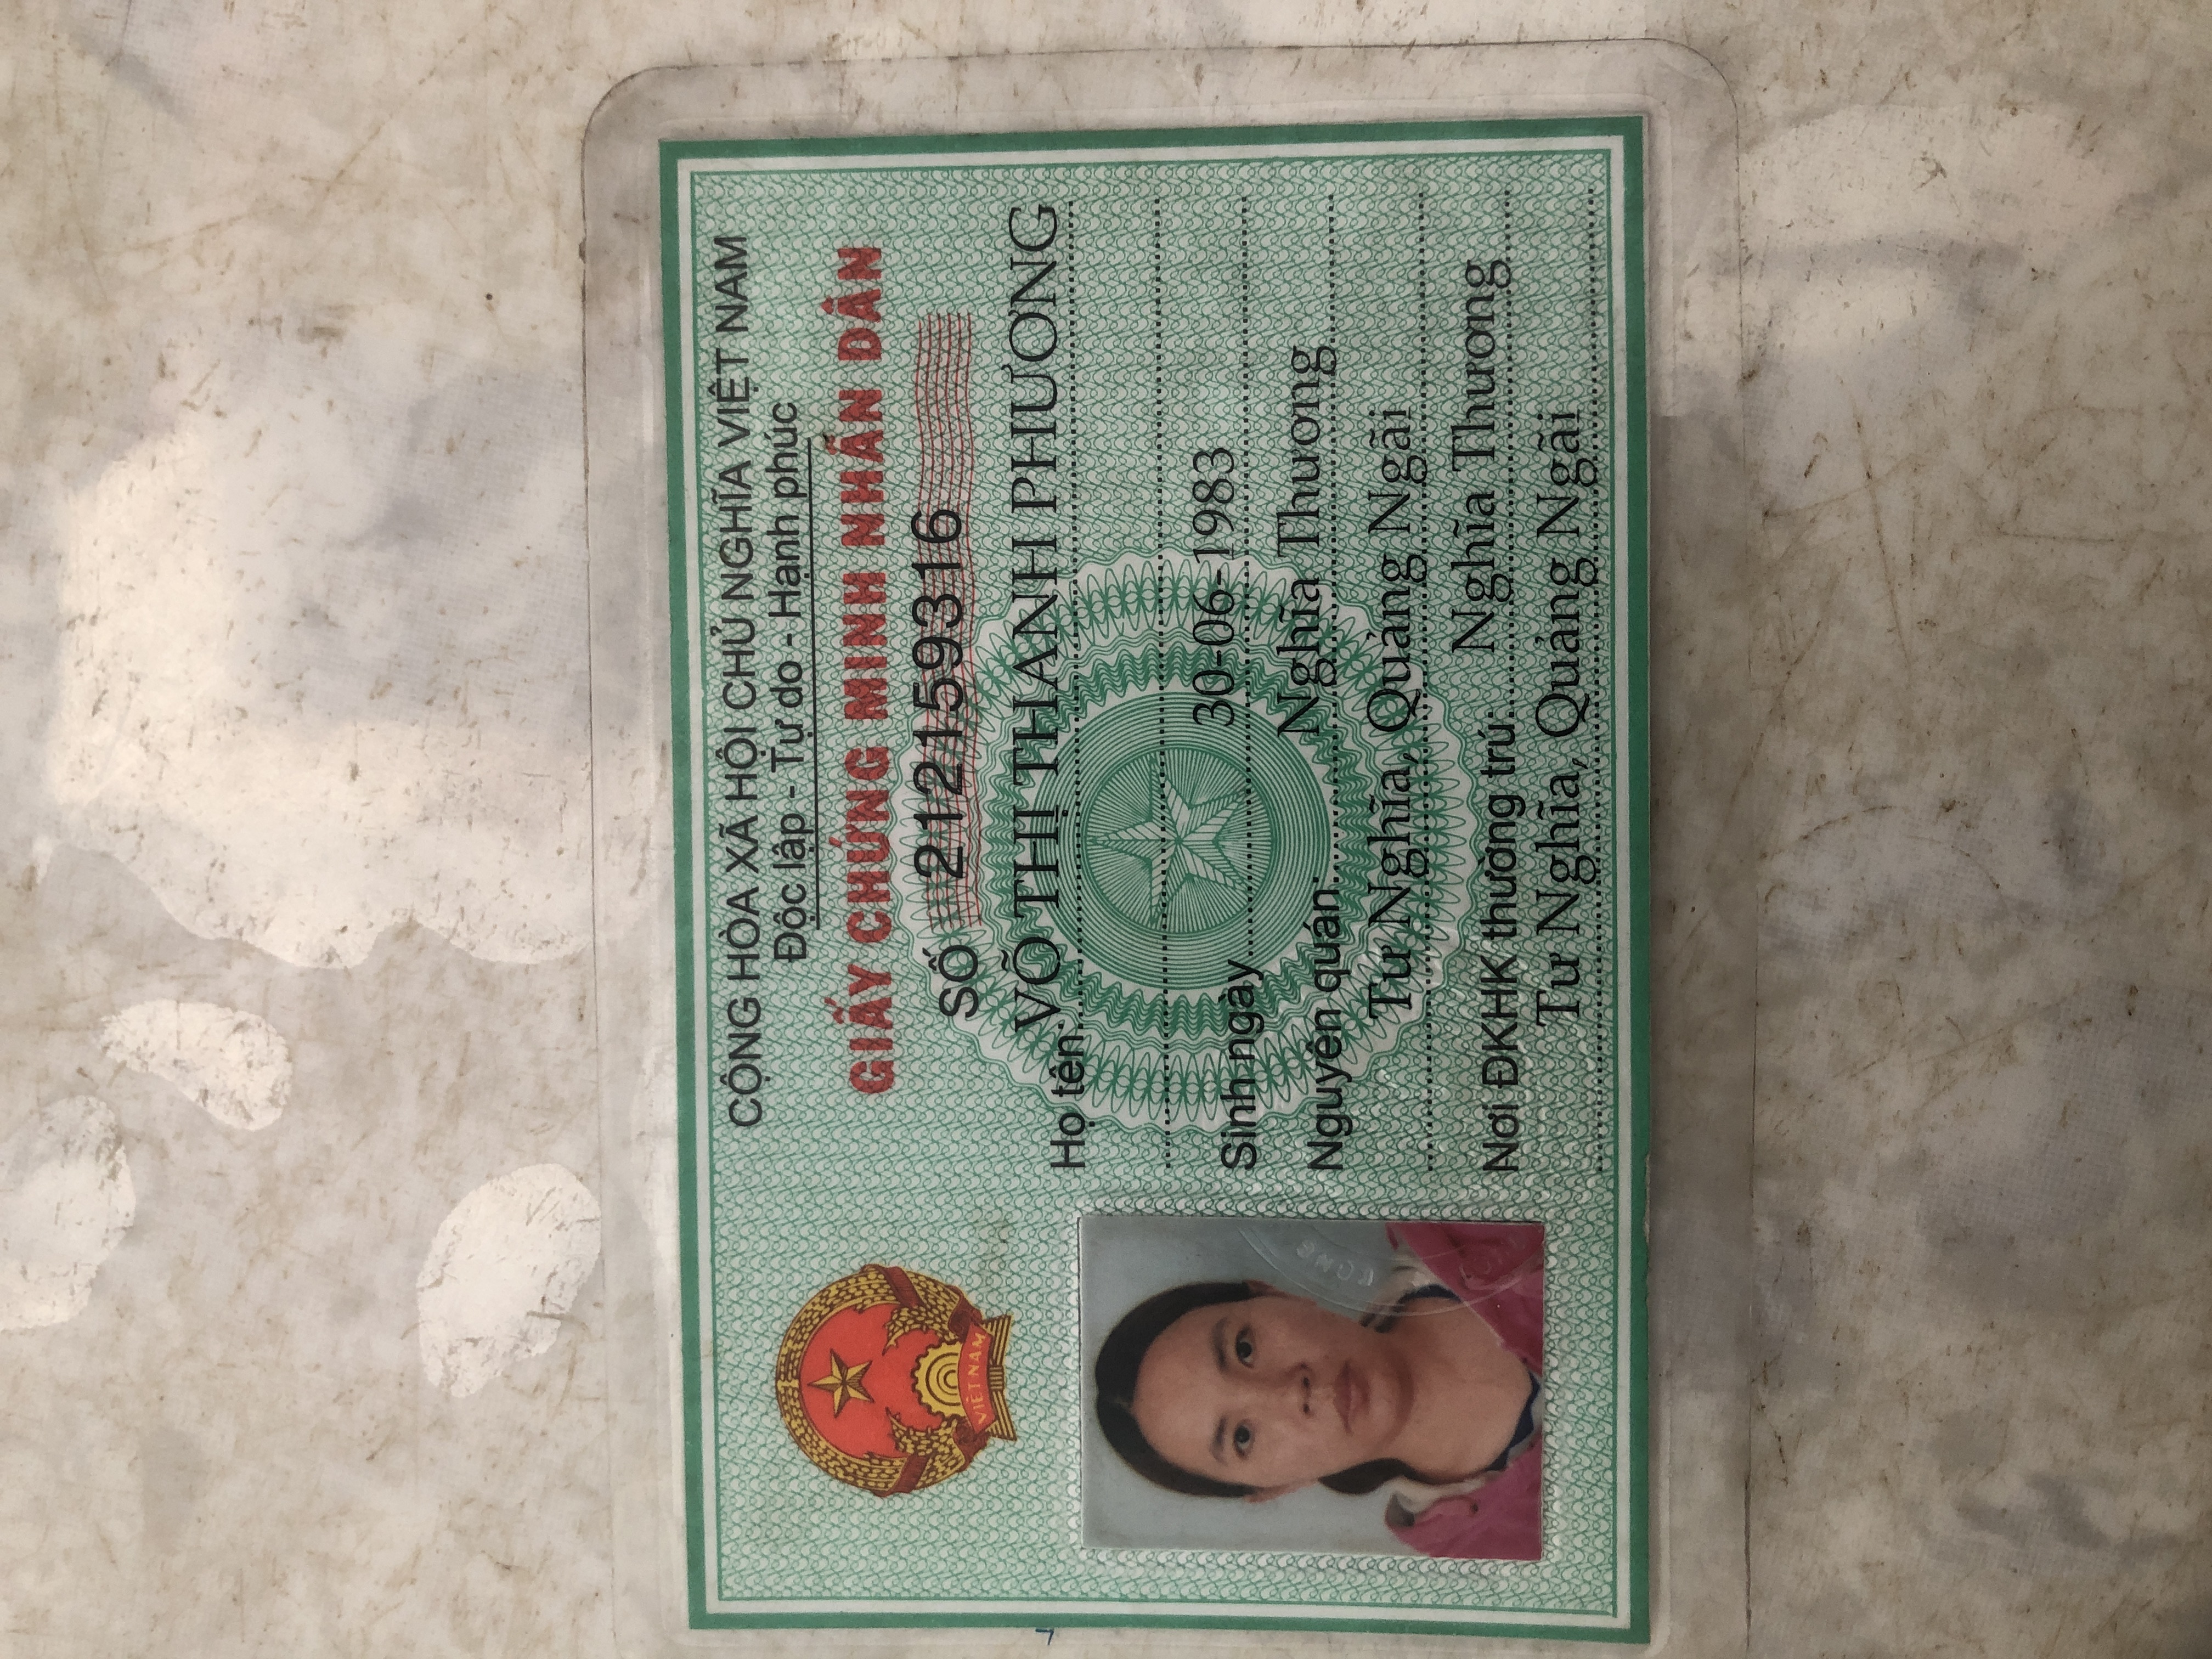 CỘNG HÒA XÃ HỘI CHỦ NGHĨA VIỆT NAM
Độc lập - Tự do - Hạnh phúc
GIẤY CHỨNG MINH NHÂN DÂN
SỐ 212159316
Họ tên: VÕ THỊ THANH PHƯƠNG
Sinh ngày 30-06-1983
Nguyên quán: Nghĩa Thương
Tư Nghĩa, Quảng Ngãi
Nơi ĐKHK thường trú: Nghĩa Thương
Tư Nghĩa, Quảng Ngãi
VIỆT NAM